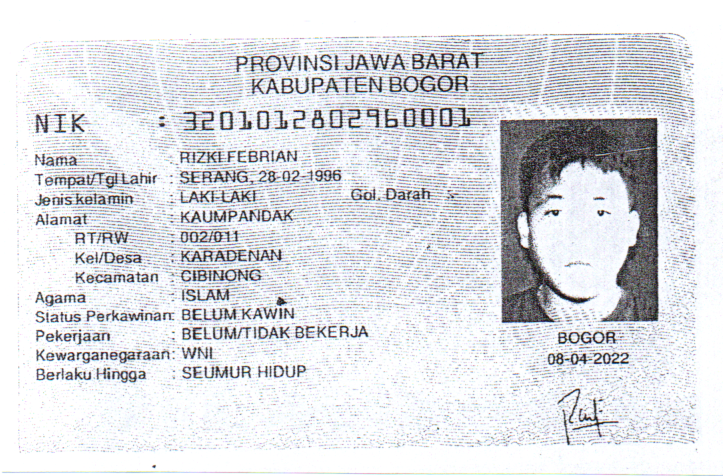 PROVINSI JAWA BARAT
KABUPATEN BOGOR
NIK : 3201012802960001
Nama : RIZKI FEBRIAN
Tempat/Tgl Lahir : SERANG, 28-02-1996
Jenis kelamin : LAKI-LAKI Gol. Darah :-
Alamat : KAUMPANDAK
RT/RW : 002/011
Kel/Desa : KARADENAN
Kecamatan : CIBINONG
Agama : ISLAM
Status Perkawinan: BELUM KAWIN
Pekerjaan : BELUM/TIDAK BEKERJA
Kewarganegaraan: WNI
Berlaku Hingga : SEUMUR HIDUP
BOGOR
08-04-2022